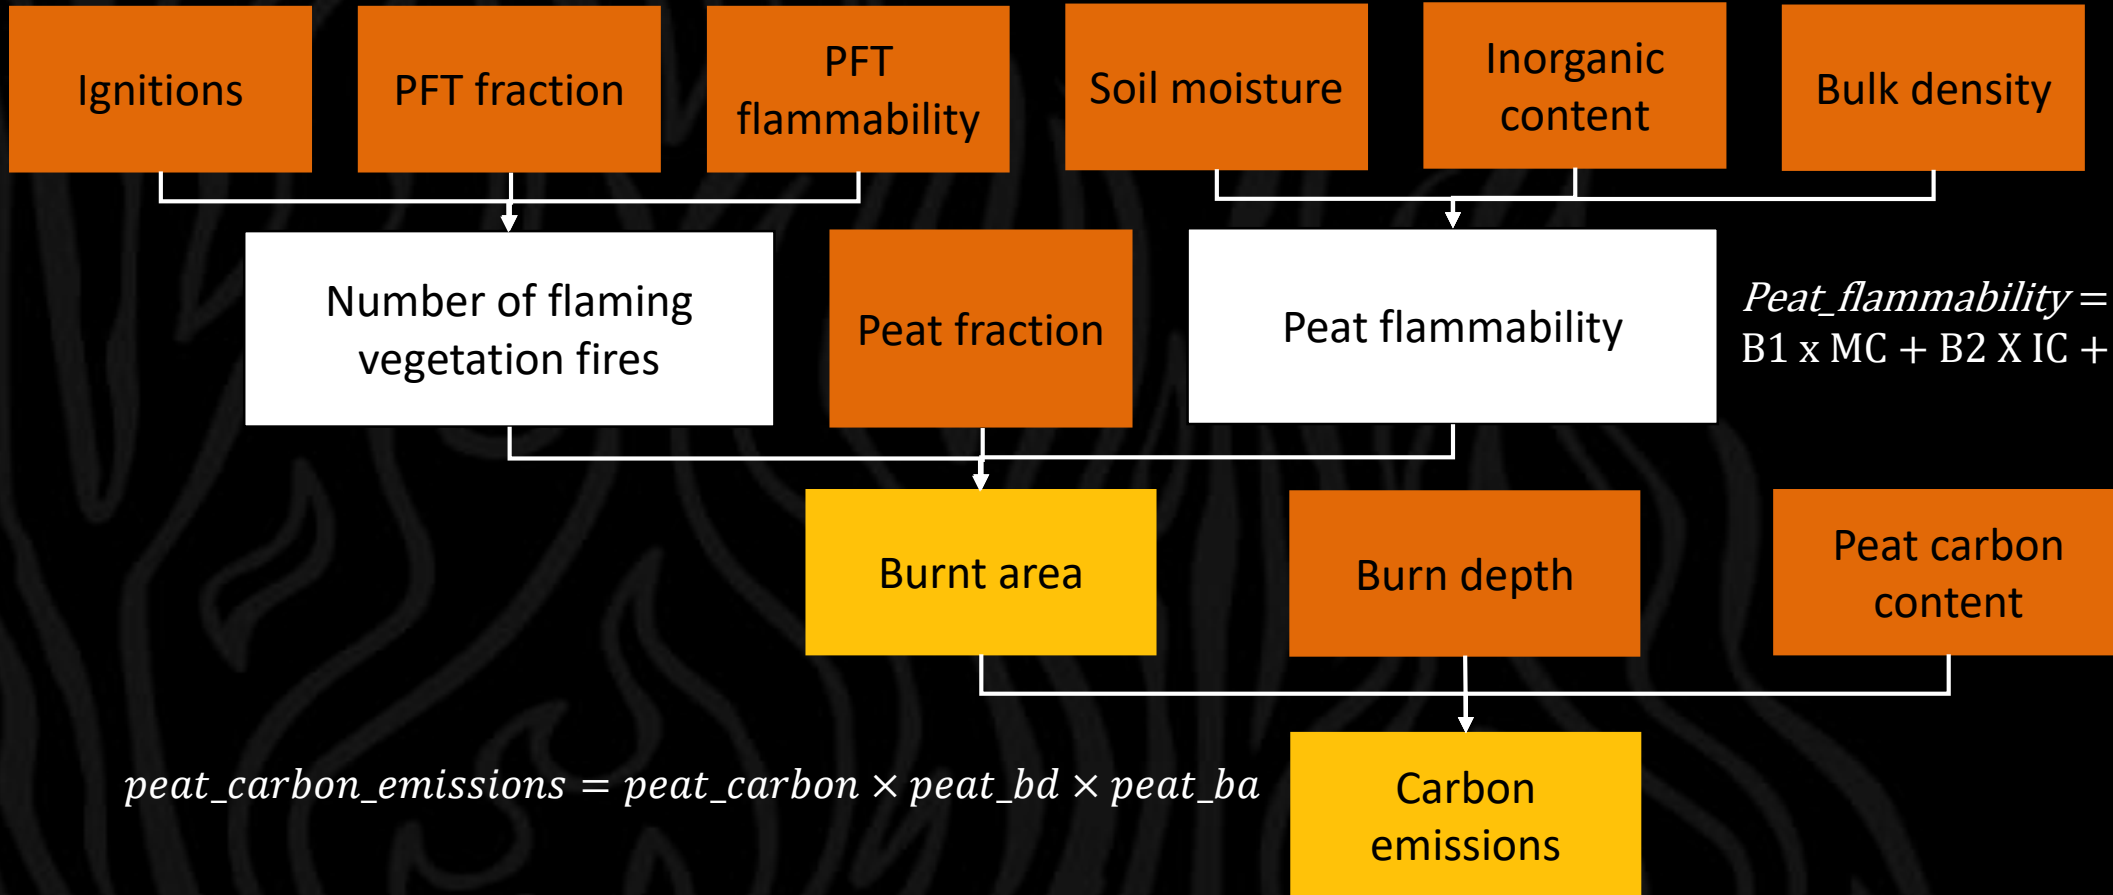 Ignitions
PFT fraction
PFT
flammability
Soil moisture
Inorganic
content
Bulk density
Number of flaming
vegetation fires
Peat fraction
Peat flammability
Peat_flammability =
B1 x MC + B2 X IC +
Burnt area
Burn depth
Peat carbon
content
peat_carbon_emissions = peat_carbon × peat_bd × peat_ba
Carbon
emissions